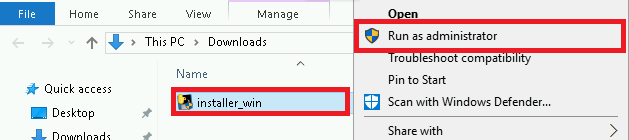 File
Home
Share
View
This PC > Downloads
Quick access
Desktop
Downloads
Name
installer_win
Open
Run as administrator
Troubleshoot compatibility
Pin to Start
Scan with Windows Defender...
Share with